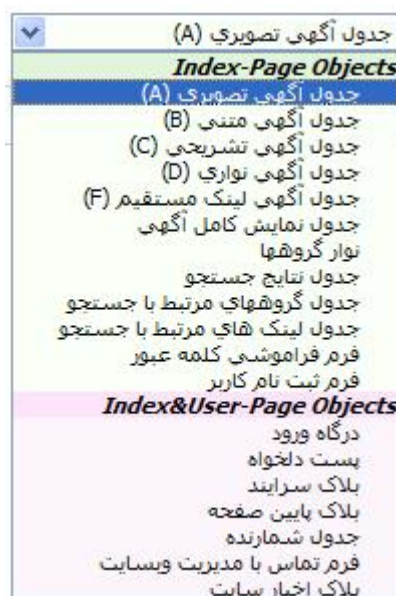 جدول آگهي تصويري (A)
Index-Page Objects
جدول آگهي تصويري (A)
جدول آگهي متني (B)
جدول آگهي تشريحي (C)
جدول آگهي نواري (D)
جدول آگهي لينک مستقيم (F)
جدول نمايش کامل آگهي
نوار گروهها
جدول نتايج جستجو
جدول گروههاي مرتبط با جستجو
جدول لينک هاي مرتبط با جستجو
فرم فراموشي کلمه عبور
فرم ثبت نام کاربر
Index&User-Page Objects
درگاه ورود
پست دلخواه
بلاک سرايند
بلاک پايين صفحه
جدول شمارنده
فرم تماس با مديريت وبسايت
بلاک اخبار سايت